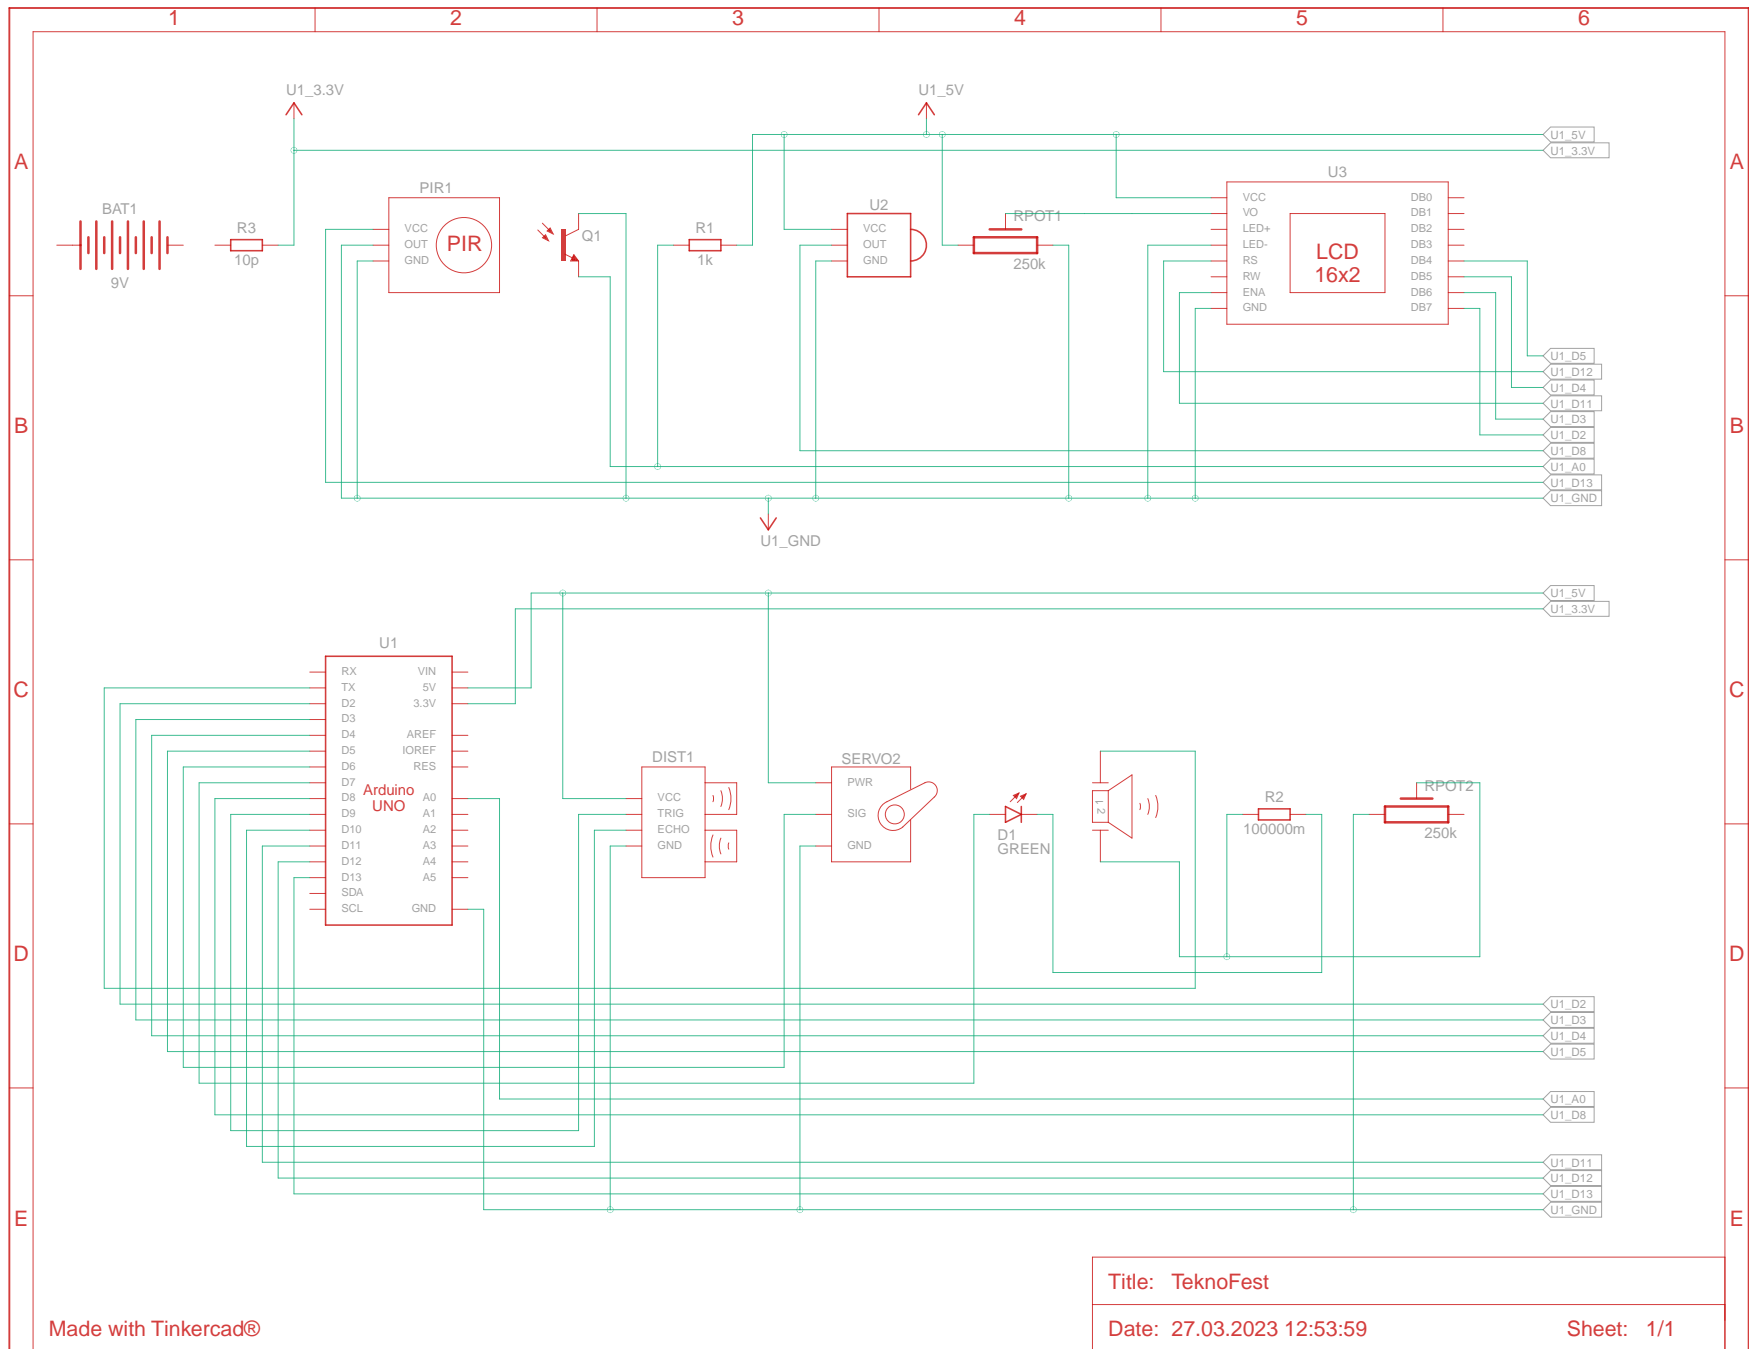 1 2 3 4 5 6
U1_3.3V U1_5V
U1_5V
A U1_3.3V A
U3
PIR1
BAT1 R3 Q1 R1 U2 RPOT1
VCC OUT GND PIR
VCC OUT GND
10p 1k 250k
9V
VCC DB0
VO DB1
LED+ DB2
LED- DB3
RS DB4
RW DB5
ENA DB6
GND DB7
LCD
16x2
U1_D5
U1_D12
U1_D4
U1_D11
B U1_D3 B
U1_D2
U1_D8
U1_A0
U1_D13
U1_GND
U1_GND
U1_5V
U1_3.3V
U1
RX VIN
C TX 5V C
D2 3.3V
D3
D4 AREF
D5 IOREF
D6 RES
D7
D8 A0
D9 A1
D10 A2
D11 A3
D12 A4
D13 A5
SDA
SCL GND
Arduino
UNO
DIST1
VCC
TRIG
ECHO
GND
SERVO2
PWR
SIG
GND
D1
GREEN
R2
100000m
RPOT2
250k
D D
U1_D2
U1_D3
U1_D4
U1_D5
U1_A0
U1_D8
U1_D11
U1_D12
U1_D13
U1_GND
E E
Title: TeknoFest
Made with Tinkercad®
Date: 27.03.2023 12:53:59 Sheet: 1/1